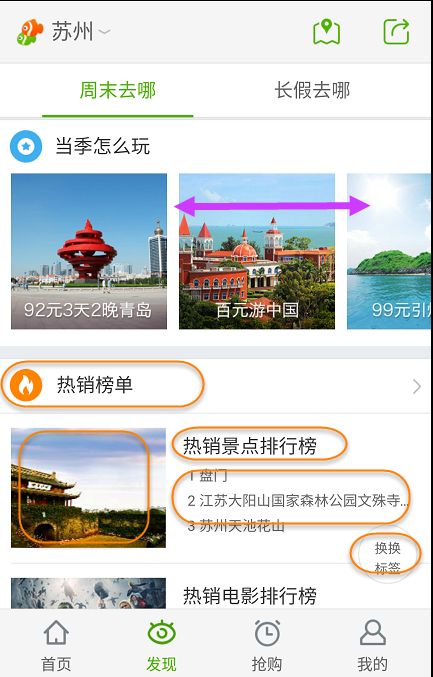 苏州
周末去哪 长假去哪
当季怎么玩
92元3天2晚青岛 百元游中国 99元引
热销榜单
热销景点排行榜
1 盘门
2 江苏大阳山国家森林公园文殊寺...
3 苏州天池花山
换换
标签
热销电影排行榜
首页 发现 抢购 我的